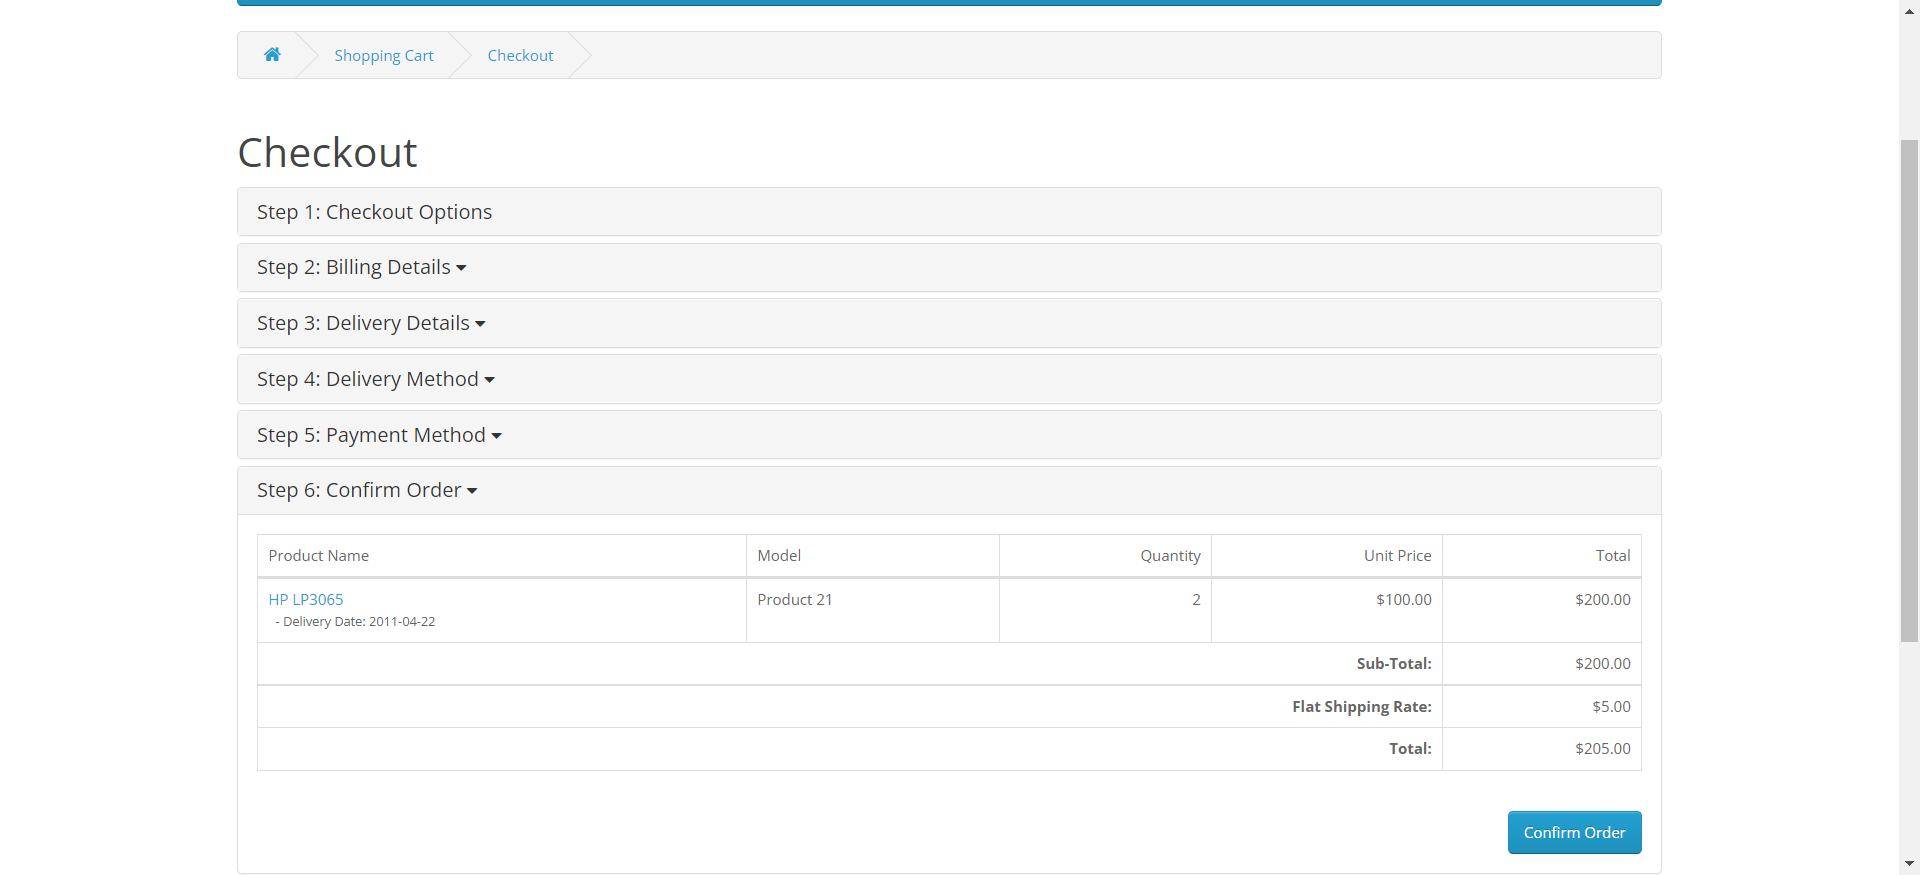 Shopping Cart Checkout
Checkout
Step 1: Checkout Options
Step 2: Billing Details
Step 3: Delivery Details
Step 4: Delivery Method
Step 5: Payment Method
Step 6: Confirm Order
Product Name Model Quantity Unit Price Total
HP LP3065 Product 21 2 $100.00 $200.00
- Delivery Date: 2011-04-22
Sub-Total: $200.00
Flat Shipping Rate: $5.00
Total: $205.00
Confirm Order